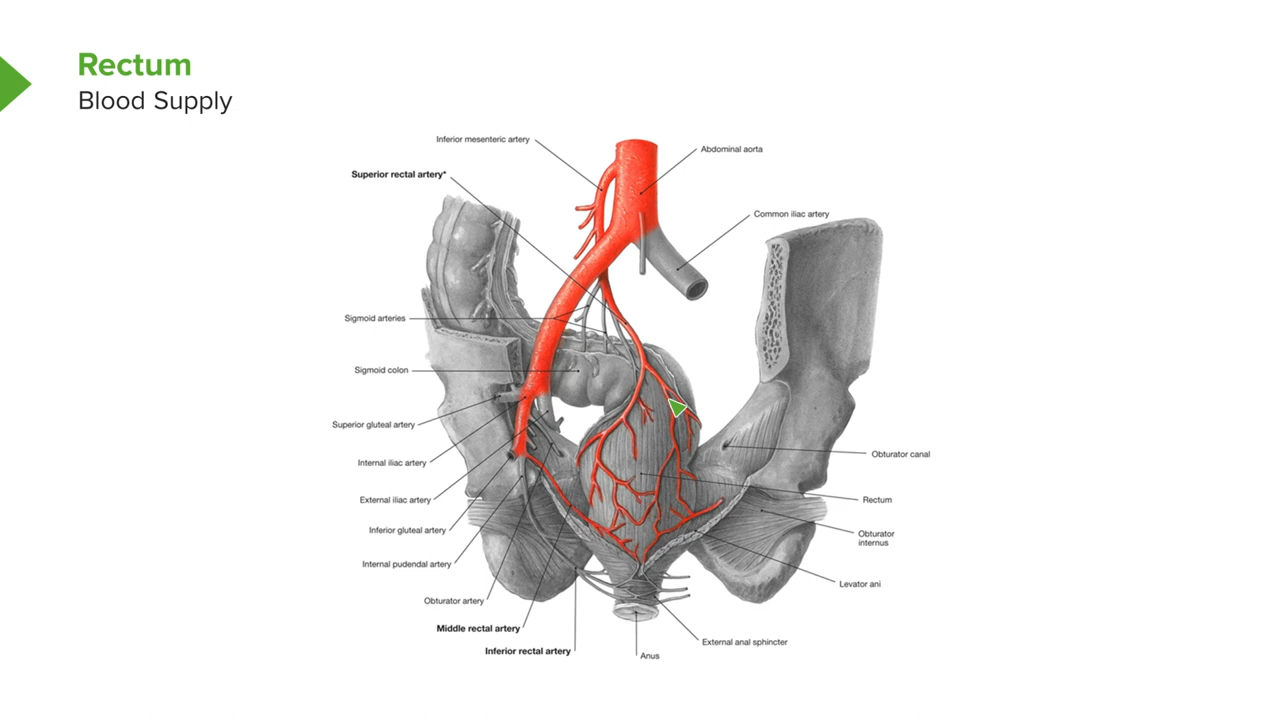 Rectum
Blood Supply
Inferior mesenteric artery
Abdominal aorta
Superior rectal artery*
Common iliac artery
Sigmoid arteries
Sigmoid colon
Superior gluteal artery
Obturator canal
Internal iliac artery
External iliac artery
Rectum
Inferior gluteal artery
Obturator
internus
Internal pudendal artery
Levator ani
Obturator artery
Middle rectal artery
External anal sphincter
Inferior rectal artery
Anus